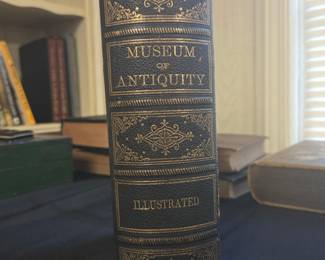 MUSEUM
OF
ANTIQUITY
ILLUSTRATED